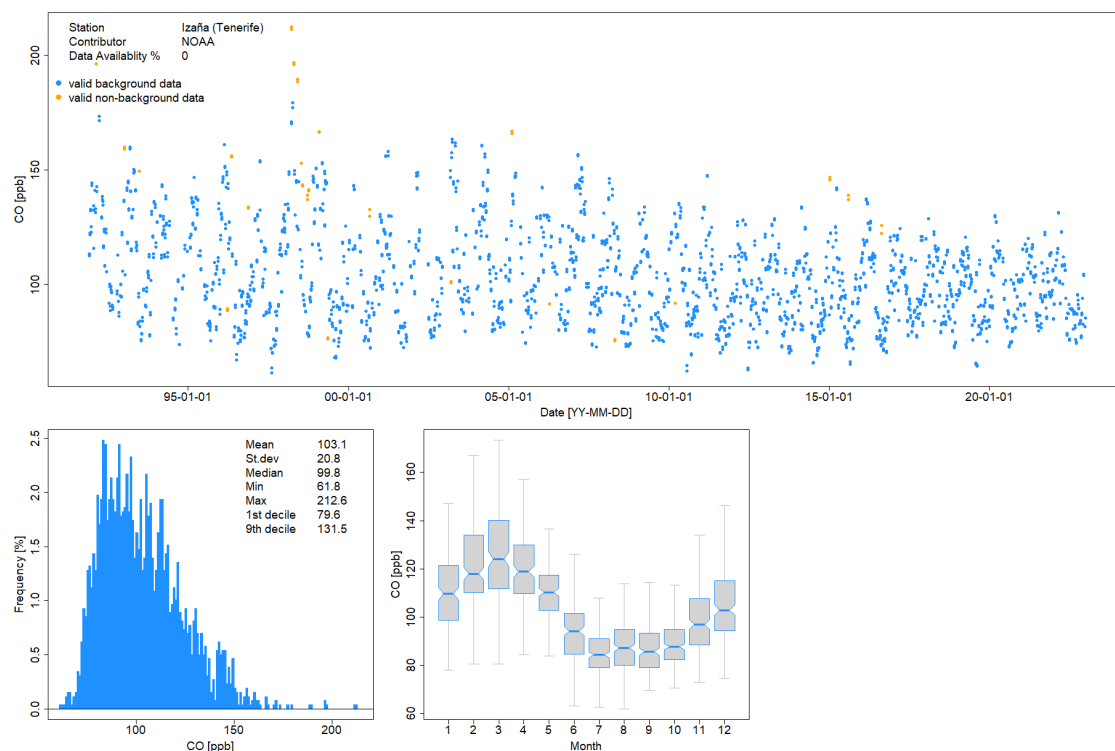 Station Izaña (Tenerife)
Contributor NOAA
Data Availablity % 0
valid background data
valid non-background data
CO [ppb]
200
150
100
95-01-01 00-01-01 05-01-01 10-01-01 15-01-01 20-01-01
Date [YY-MM-DD]
Mean 103.1
St.dev 20.8
Median 99.8
Min 61.8
Max 212.6
1st decile 79.6
9th decile 131.5
Frequency [%]
2.5
2.0
1.5
1.0
0.5
0.0
100 150 200
CO [ppb]
CO [ppb]
160
140
120
100
80
60
1 2 3 4 5 6 7 8 9 10 11 12
Month